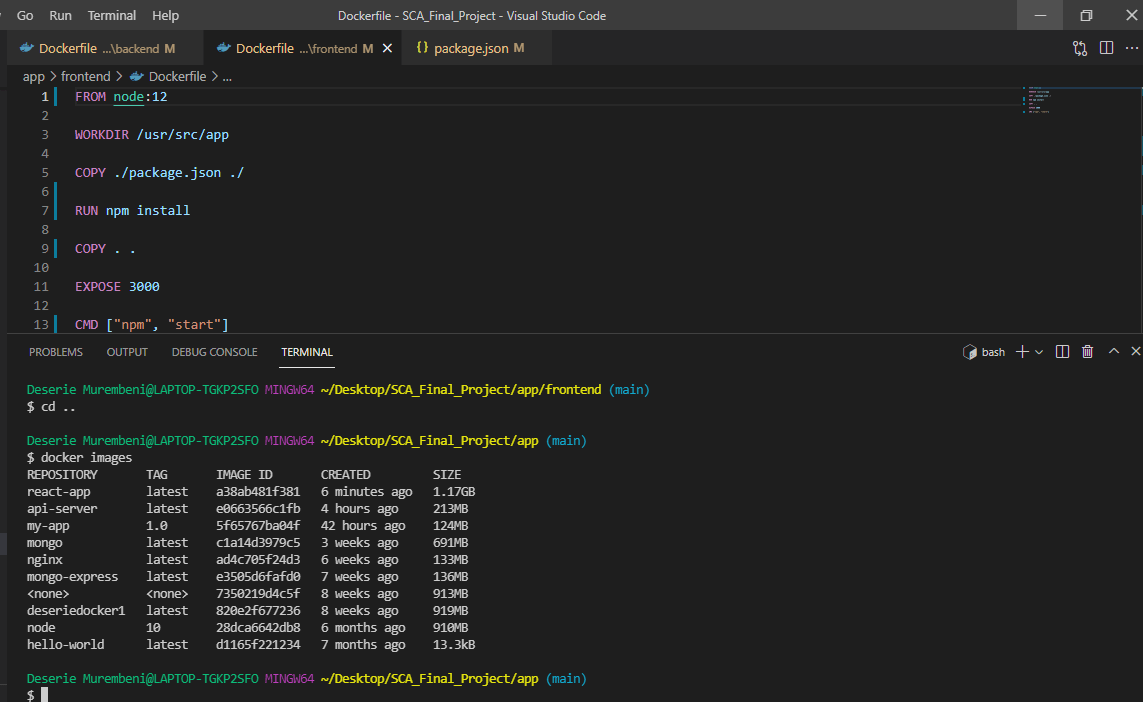 Go Run Terminal Help Dockerfile - SCA_Final_Project - Visual Studio Code
Dockerfile ...\backend M Dockerfile ...\frontend M {} package.json M
app > frontend > Dockerfile > ...
1 FROM node:12
2
3 WORKDIR /usr/src/app
4
5 COPY ./package.json ./
6
7 RUN npm install
8
9 COPY . .
10
11 EXPOSE 3000
12
13 CMD ["npm", "start"]
PROBLEMS OUTPUT DEBUG CONSOLE TERMINAL bash
Deserie Murembeni@LAPTOP-TGKP2SFO MINGW64 ~/Desktop/SCA_Final_Project/app/frontend (main)
$ cd ..
Deserie Murembeni@LAPTOP-TGKP2SFO MINGW64 ~/Desktop/SCA_Final_Project/app (main)
$ docker images
REPOSITORY TAG IMAGE ID CREATED SIZE
react-app latest a38ab481f381 6 minutes ago 1.17GB
api-server latest e0663566c1fb 4 hours ago 213MB
my-app 1.0 5f65767ba04f 42 hours ago 124MB
mongo latest c1a14d3979c5 3 weeks ago 691MB
nginx latest ad4c705f24d3 6 weeks ago 133MB
mongo-express latest e3505d6fafd0 7 weeks ago 136MB
<none> <none> 7350219d4c5f 8 weeks ago 913MB
deseriedocker1 latest 820e2f677236 8 weeks ago 919MB
node 10 28dca6642db8 6 months ago 910MB
hello-world latest d1165f221234 7 months ago 13.3kB
Deserie Murembeni@LAPTOP-TGKP2SFO MINGW64 ~/Desktop/SCA_Final_Project/app (main)
$